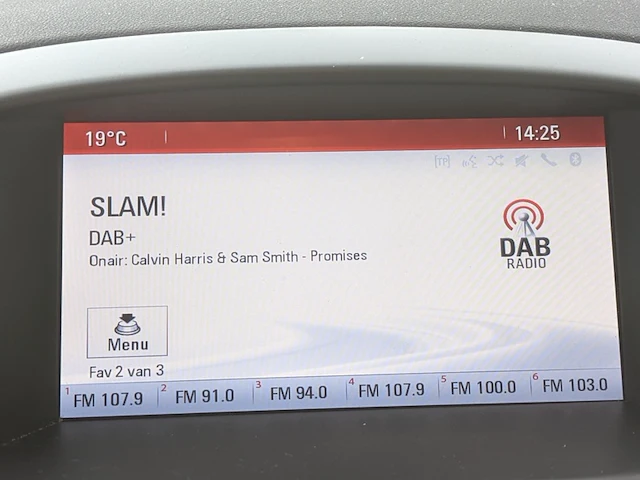 19°C 14:25
TP
SLAM!
DAB+
Onair: Calvin Harris & Sam Smith - Promises
DAB
RADIO
Menu
Fav 2 van 3
1 FM 107.9 2 FM 91.0 3 FM 94.0 4 FM 107.9 5 FM 100.0 6 FM 103.0